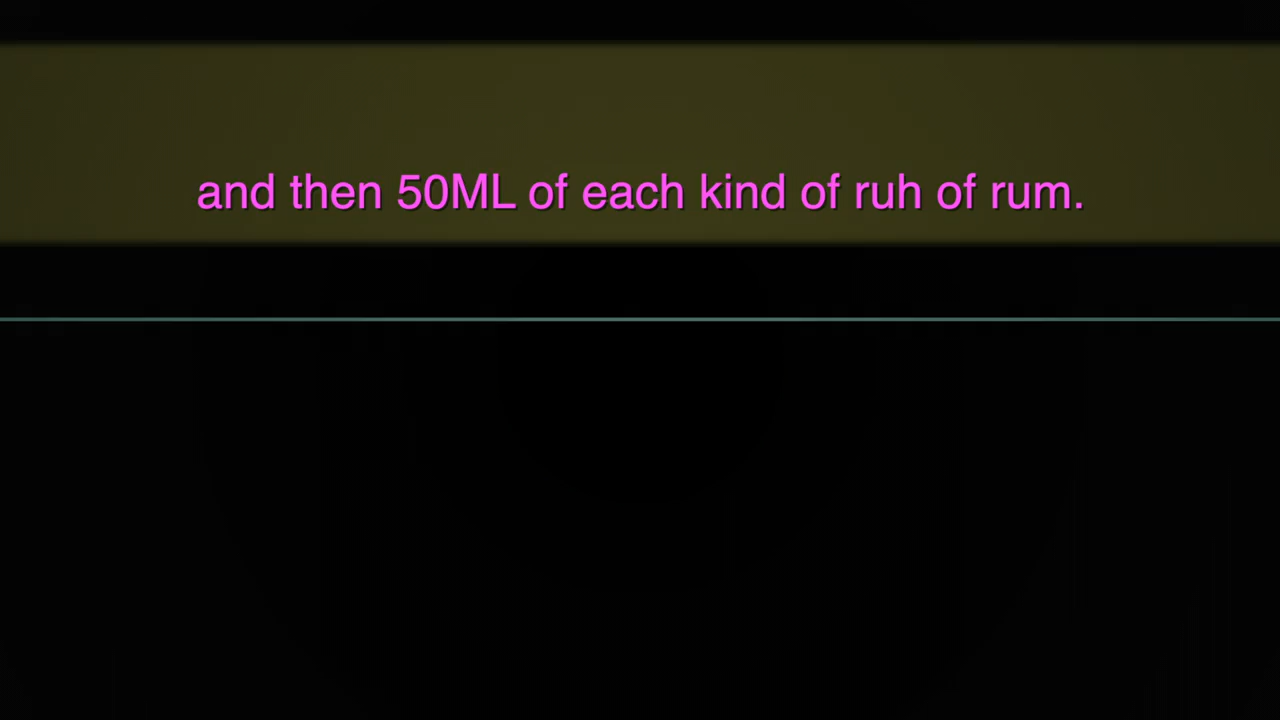 and then 50ML of each kind of ruh of rum.